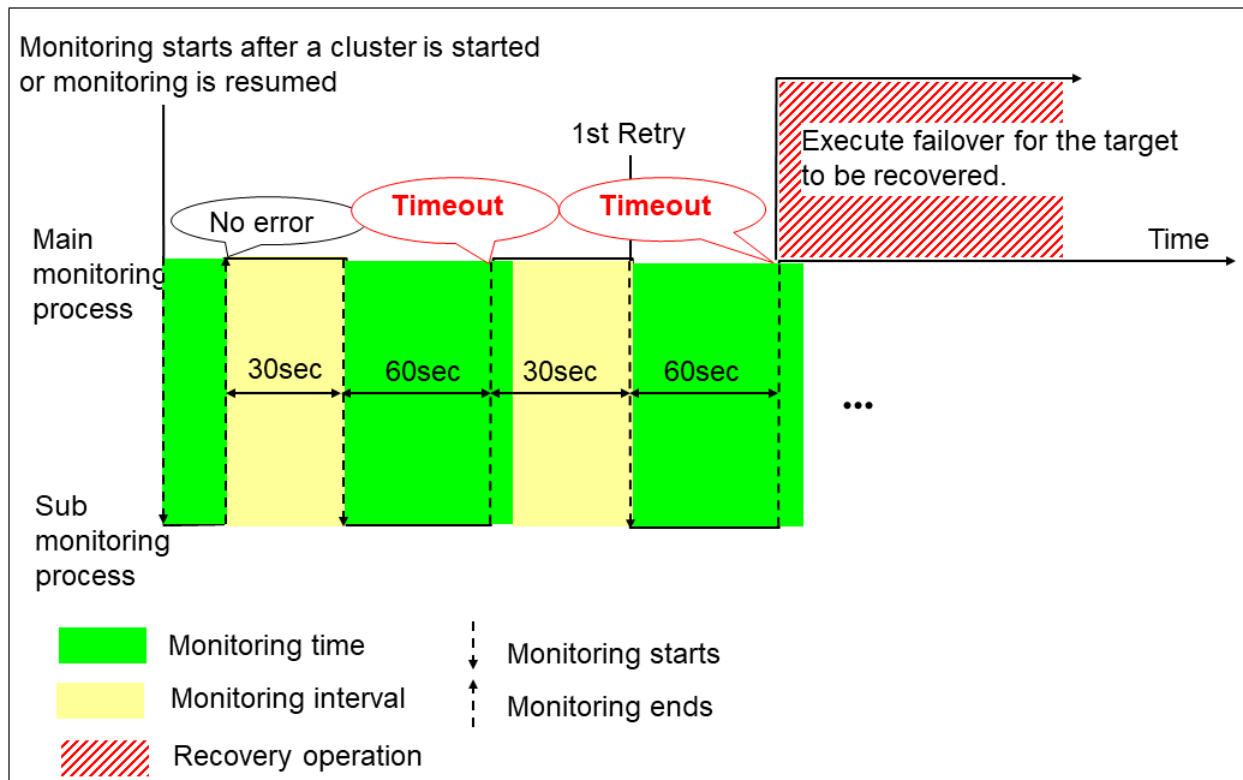 Monitoring starts after a cluster is started
or monitoring is resumed
1st Retry
Execute failover for the target
to be recovered.
No error
Timeout
Timeout
Main
monitoring
process
Time
30sec
60sec
30sec
60sec
...
Sub
monitoring
process
Monitoring time
Monitoring starts
Monitoring interval
Monitoring ends
Recovery operation